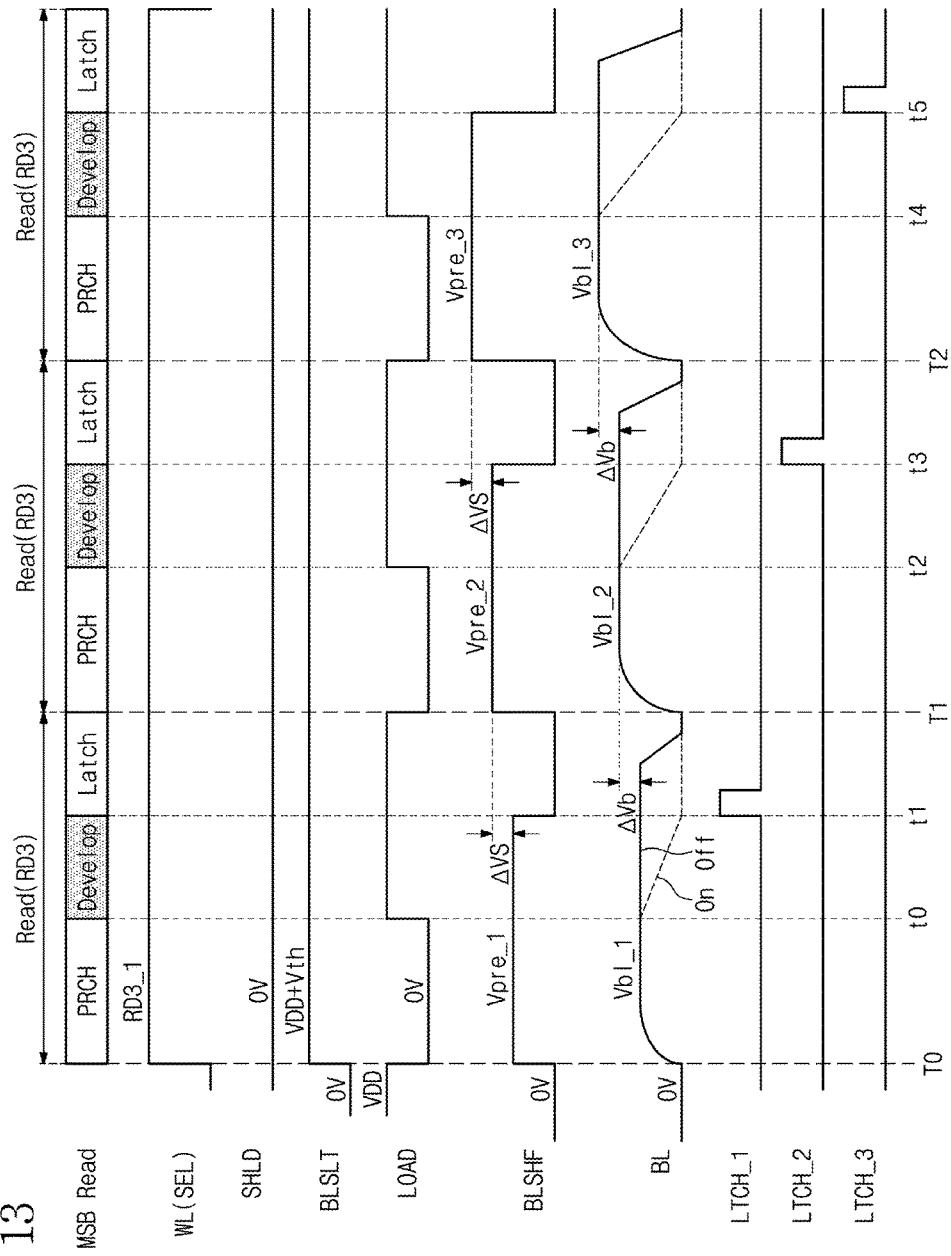 13
Read(RD3) Read(RD3) Read(RD3)
MSB Read PRCH Develop Latch PRCH Develop Latch PRCH Develop Latch
WL(SEL) RD3_1
SHLD 0V
BLSLT 0V VDD+Vth
LOAD VDD 0V
BLSHF 0V Vpre_1 ΔVS Vpre_2 ΔVS Vpre_3
BL 0V Vbl_1 On Off ΔVb Vbl_2 ΔVb Vbl_3
LTCH_1
LTCH_2
LTCH_3
T0 t0 t1 T1 t2 t3 T2 t4 t5